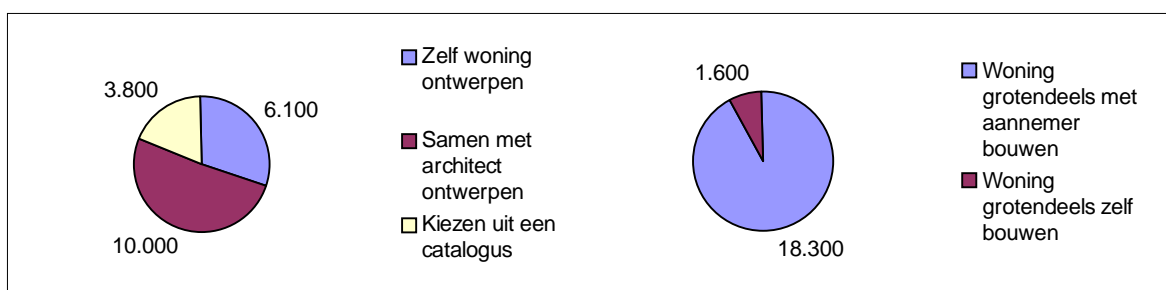 3.800
6.100
10.000
Zelf woning
ontwerpen
Samen met
architect
ontwerpen
Kiezen uit een
catalogus
1.600
18.300
Woning
grotendeels met
aannemer
bouwen
Woning
grotendeels zelf
bouwen